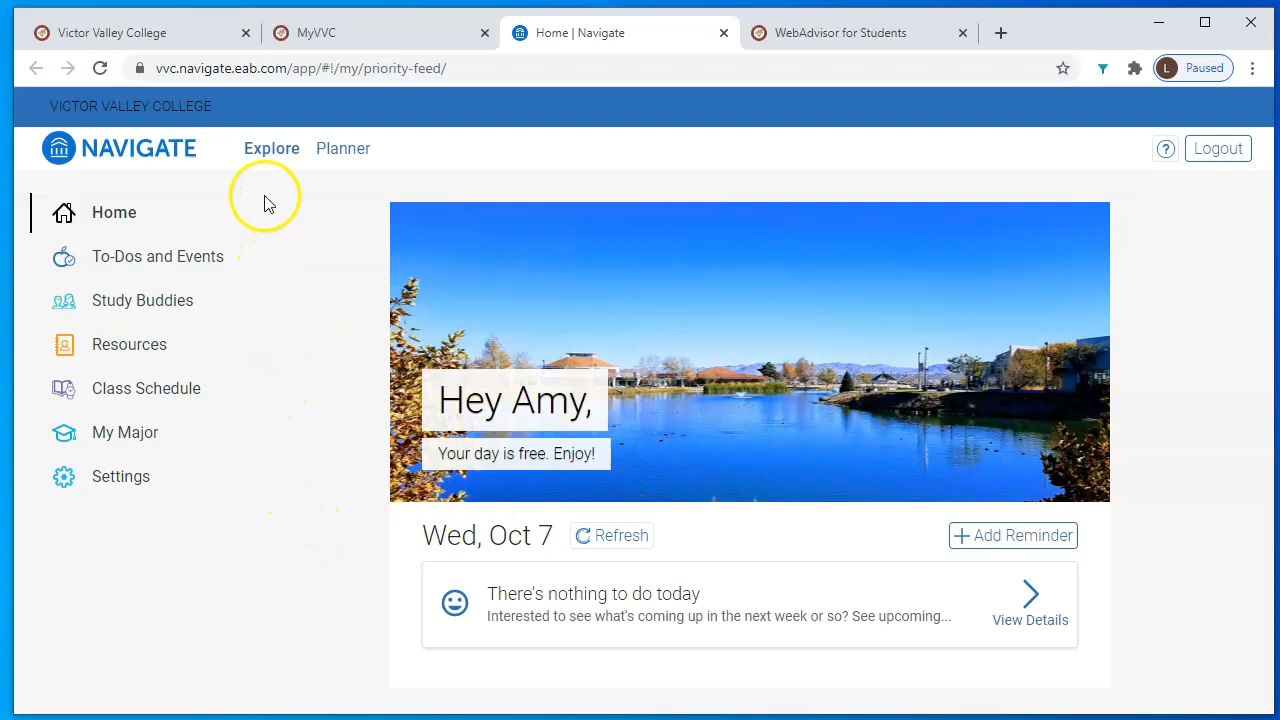 Victor Valley College
MyVVC
Home | Navigate
WebAdvisor for Students
vvc.navigate.eab.com/app/#!/my/priority-feed/
L
Paused
VICTOR VALLEY COLLEGE
NAVIGATE
Explore
Planner
?
Logout
Home
To-Dos and Events
Study Buddies
Resources
Class Schedule
My Major
Settings
Hey Amy,
Your day is free. Enjoy!
Wed, Oct 7
Refresh
Add Reminder
There's nothing to do today
Interested to see what's coming up in the next week or so? See upcoming...
View Details